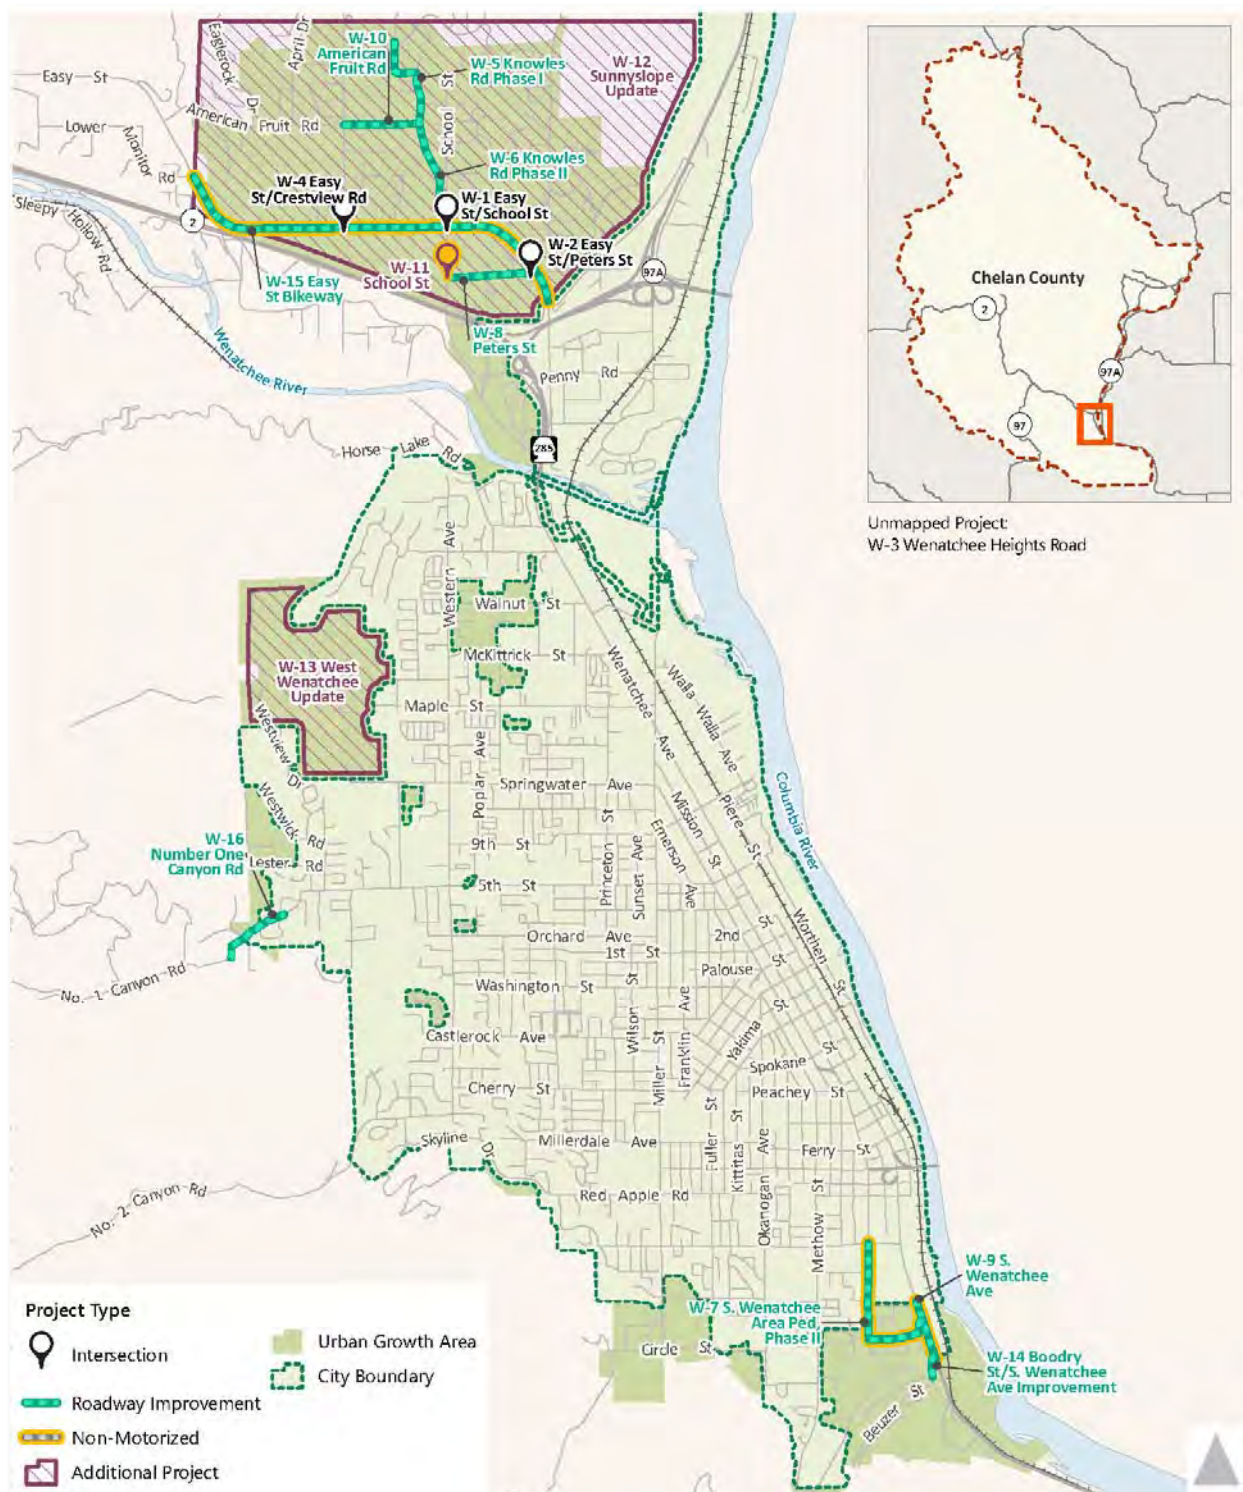 W-10
American
Fruit Rd
W-5 Knowles
Rd Phase I
W-12
Sunnyslope
Update
Eaglerock
Dr
April Dr
Easy St
Lower
Monitor
Rd
American Fruit Rd
School St
W-6 Knowles
Rd Phase II
W-4 Easy
St/Crestview Rd
W-1 Easy
St/School St
W-2 Easy
St/Peters St
Sleepy Hollow Rd
2
W-15 Easy
St Bikeway
W-11
School St
97A
W-8
Peters St
Wenatchee River
Penny Rd
285
Horse Lake Rd
Chelan County
2
97A
97
Unmapped Project:
W-3 Wenatchee Heights Road
Western Ave
Walnut St
McKittrick St
Wenatchee Ave
Walla Walla Ave
W-13 West
Wenatchee
Update
Maple St
Westview Dr
Poplar Ave
Springwater Ave
Columbia River
Piere St
Mission St
Emerson Ave
Westwick Rd
W-16
Number One
Canyon Rd
Lester Rd
9th St
Princeton St
Sunset Ave
5th St
Orchard Ave
1st St
2nd St
Worthen St
Palouse St
No. 1 Canyon Rd
Washington St
Wilson St
Miller St
Franklin Ave
Yakima St
Castlerock Ave
Spokane St
Cherry St
Peachey St
Skyline Dr
Millerdale Ave
Fuller St
Kittitas St
Okanogan Ave
Ferry St
No. 2 Canyon Rd
Red Apple Rd
Methow St
W-9 S.
Wenatchee
Ave
W-7 S. Wenatchee
Area Ped.
Phase II
Circle St
W-14 Boodry
St/S. Wenatchee
Ave Improvement
Beuzer St
Project Type
Intersection
Roadway Improvement
Non-Motorized
Additional Project
Urban Growth Area
City Boundary